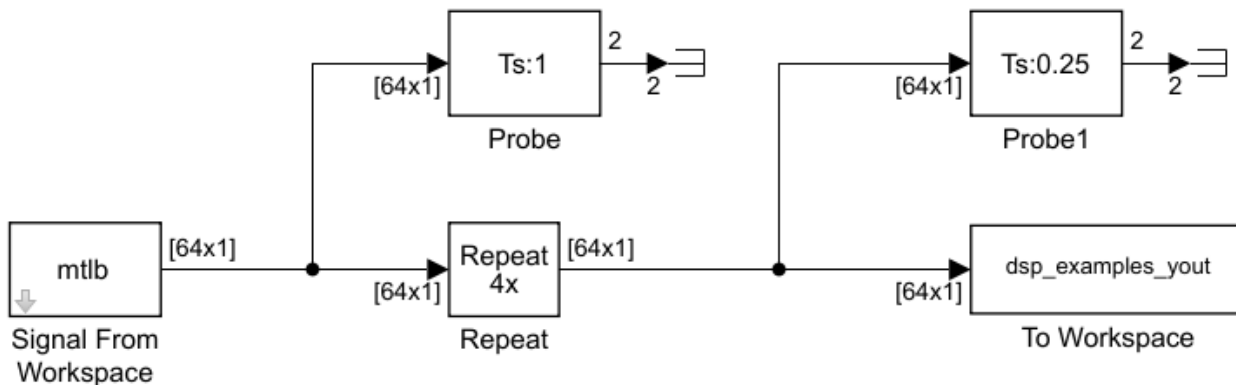 Ts:1
2
[64x1]
2
Probe
Ts:0.25
2
[64x1]
2
Probe1
mtlb
[64x1]
Signal From
Workspace
[64x1]
Repeat
4x
[64x1]
Repeat
[64x1]
dsp_examples_yout
To Workspace